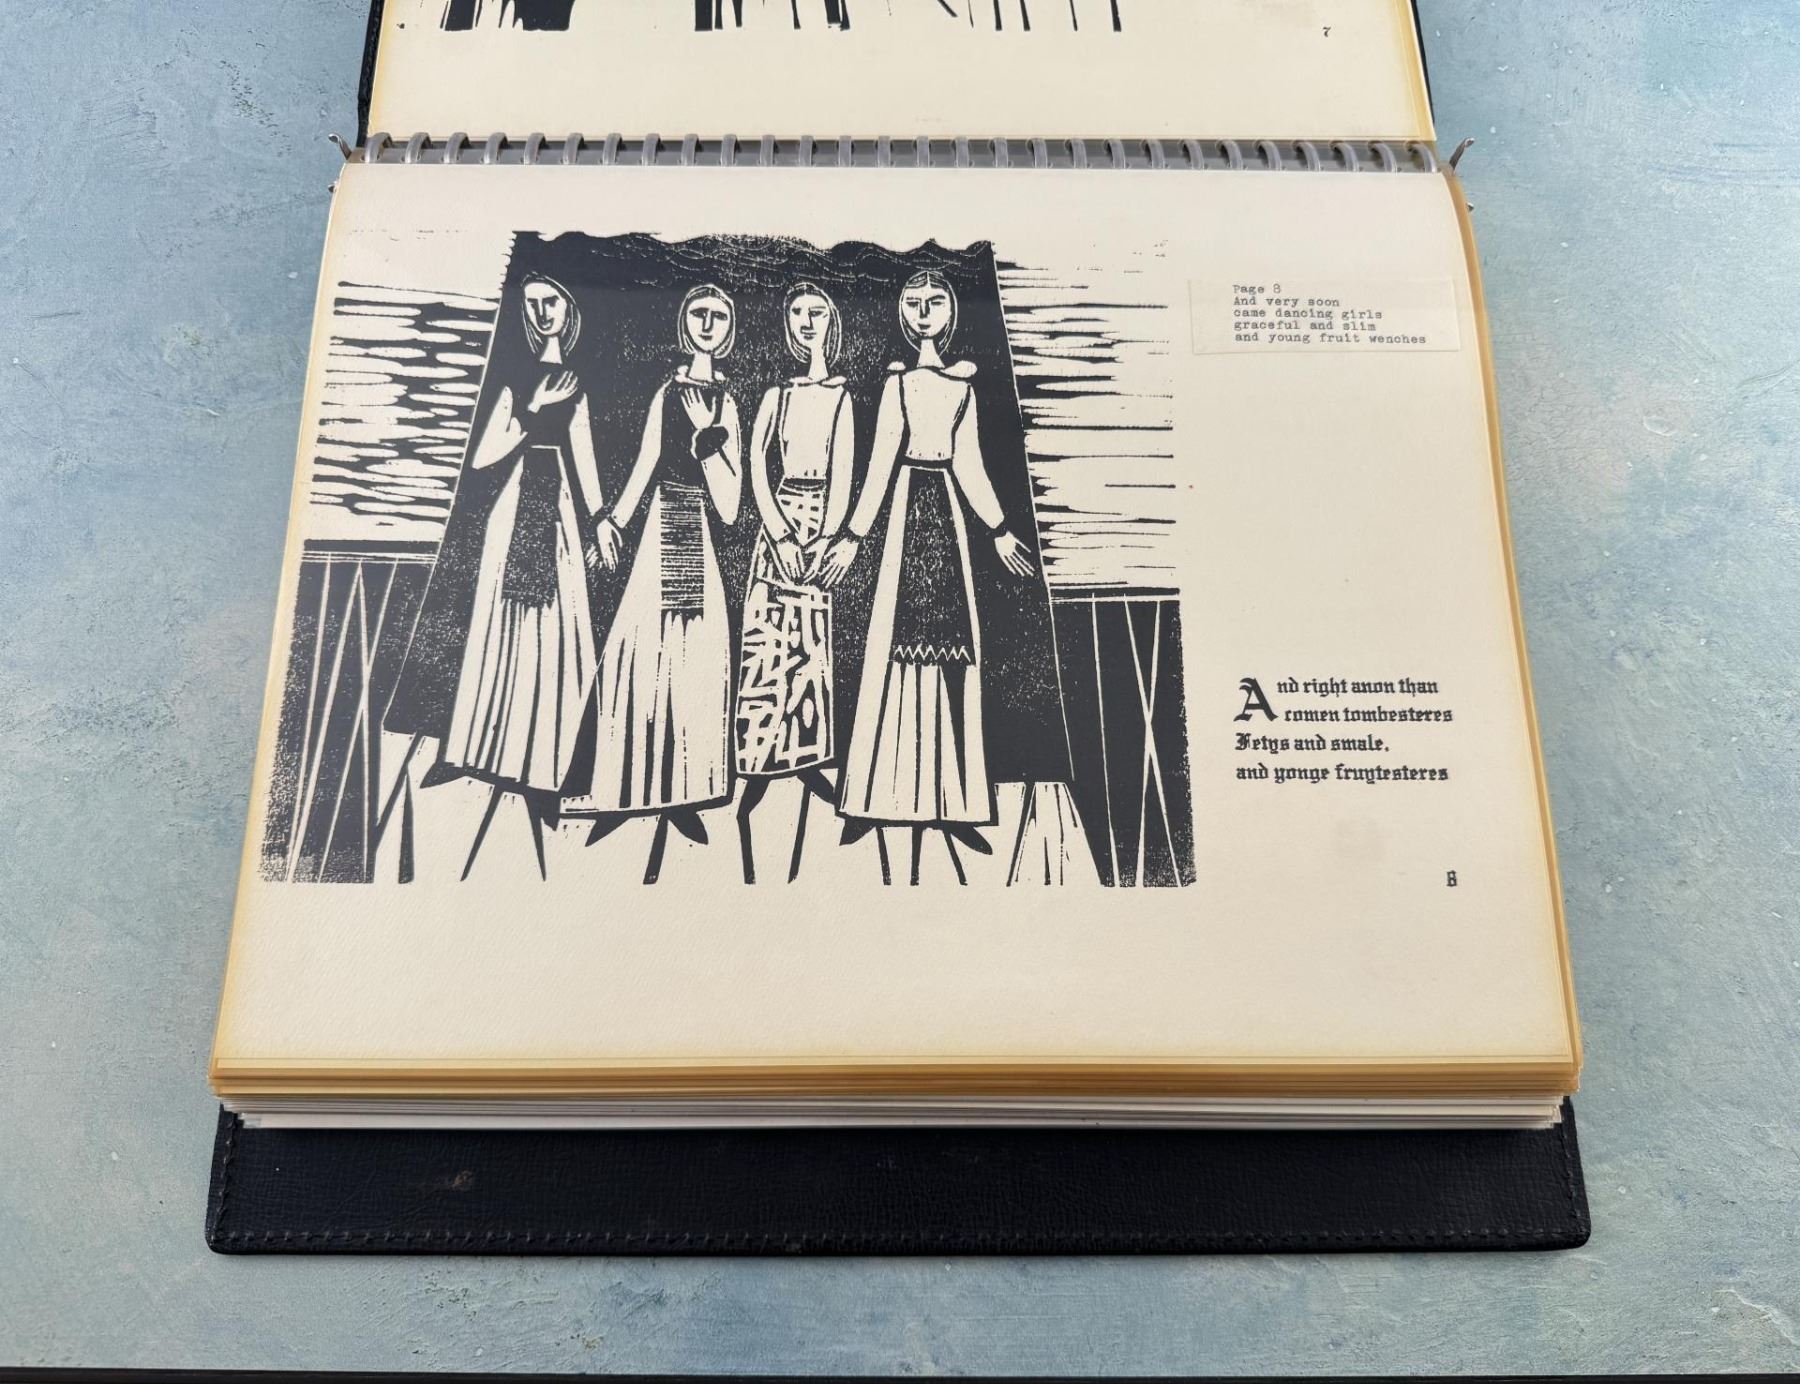 7
Page 8
And very soon
came dancing girls
graceful and slim
and young fruit wenches
And right anon than
comen tombesteres
Fetys and smale,
and yonge fruytesteres
8